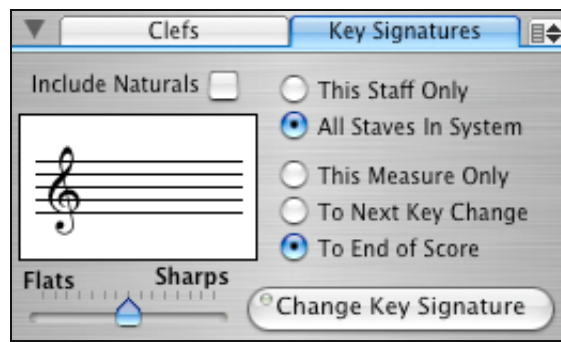 Clefs
Key Signatures
Include Naturals
This Staff Only
All Staves In System
This Measure Only
To Next Key Change
To End of Score
Flats
Sharps
Change Key Signature